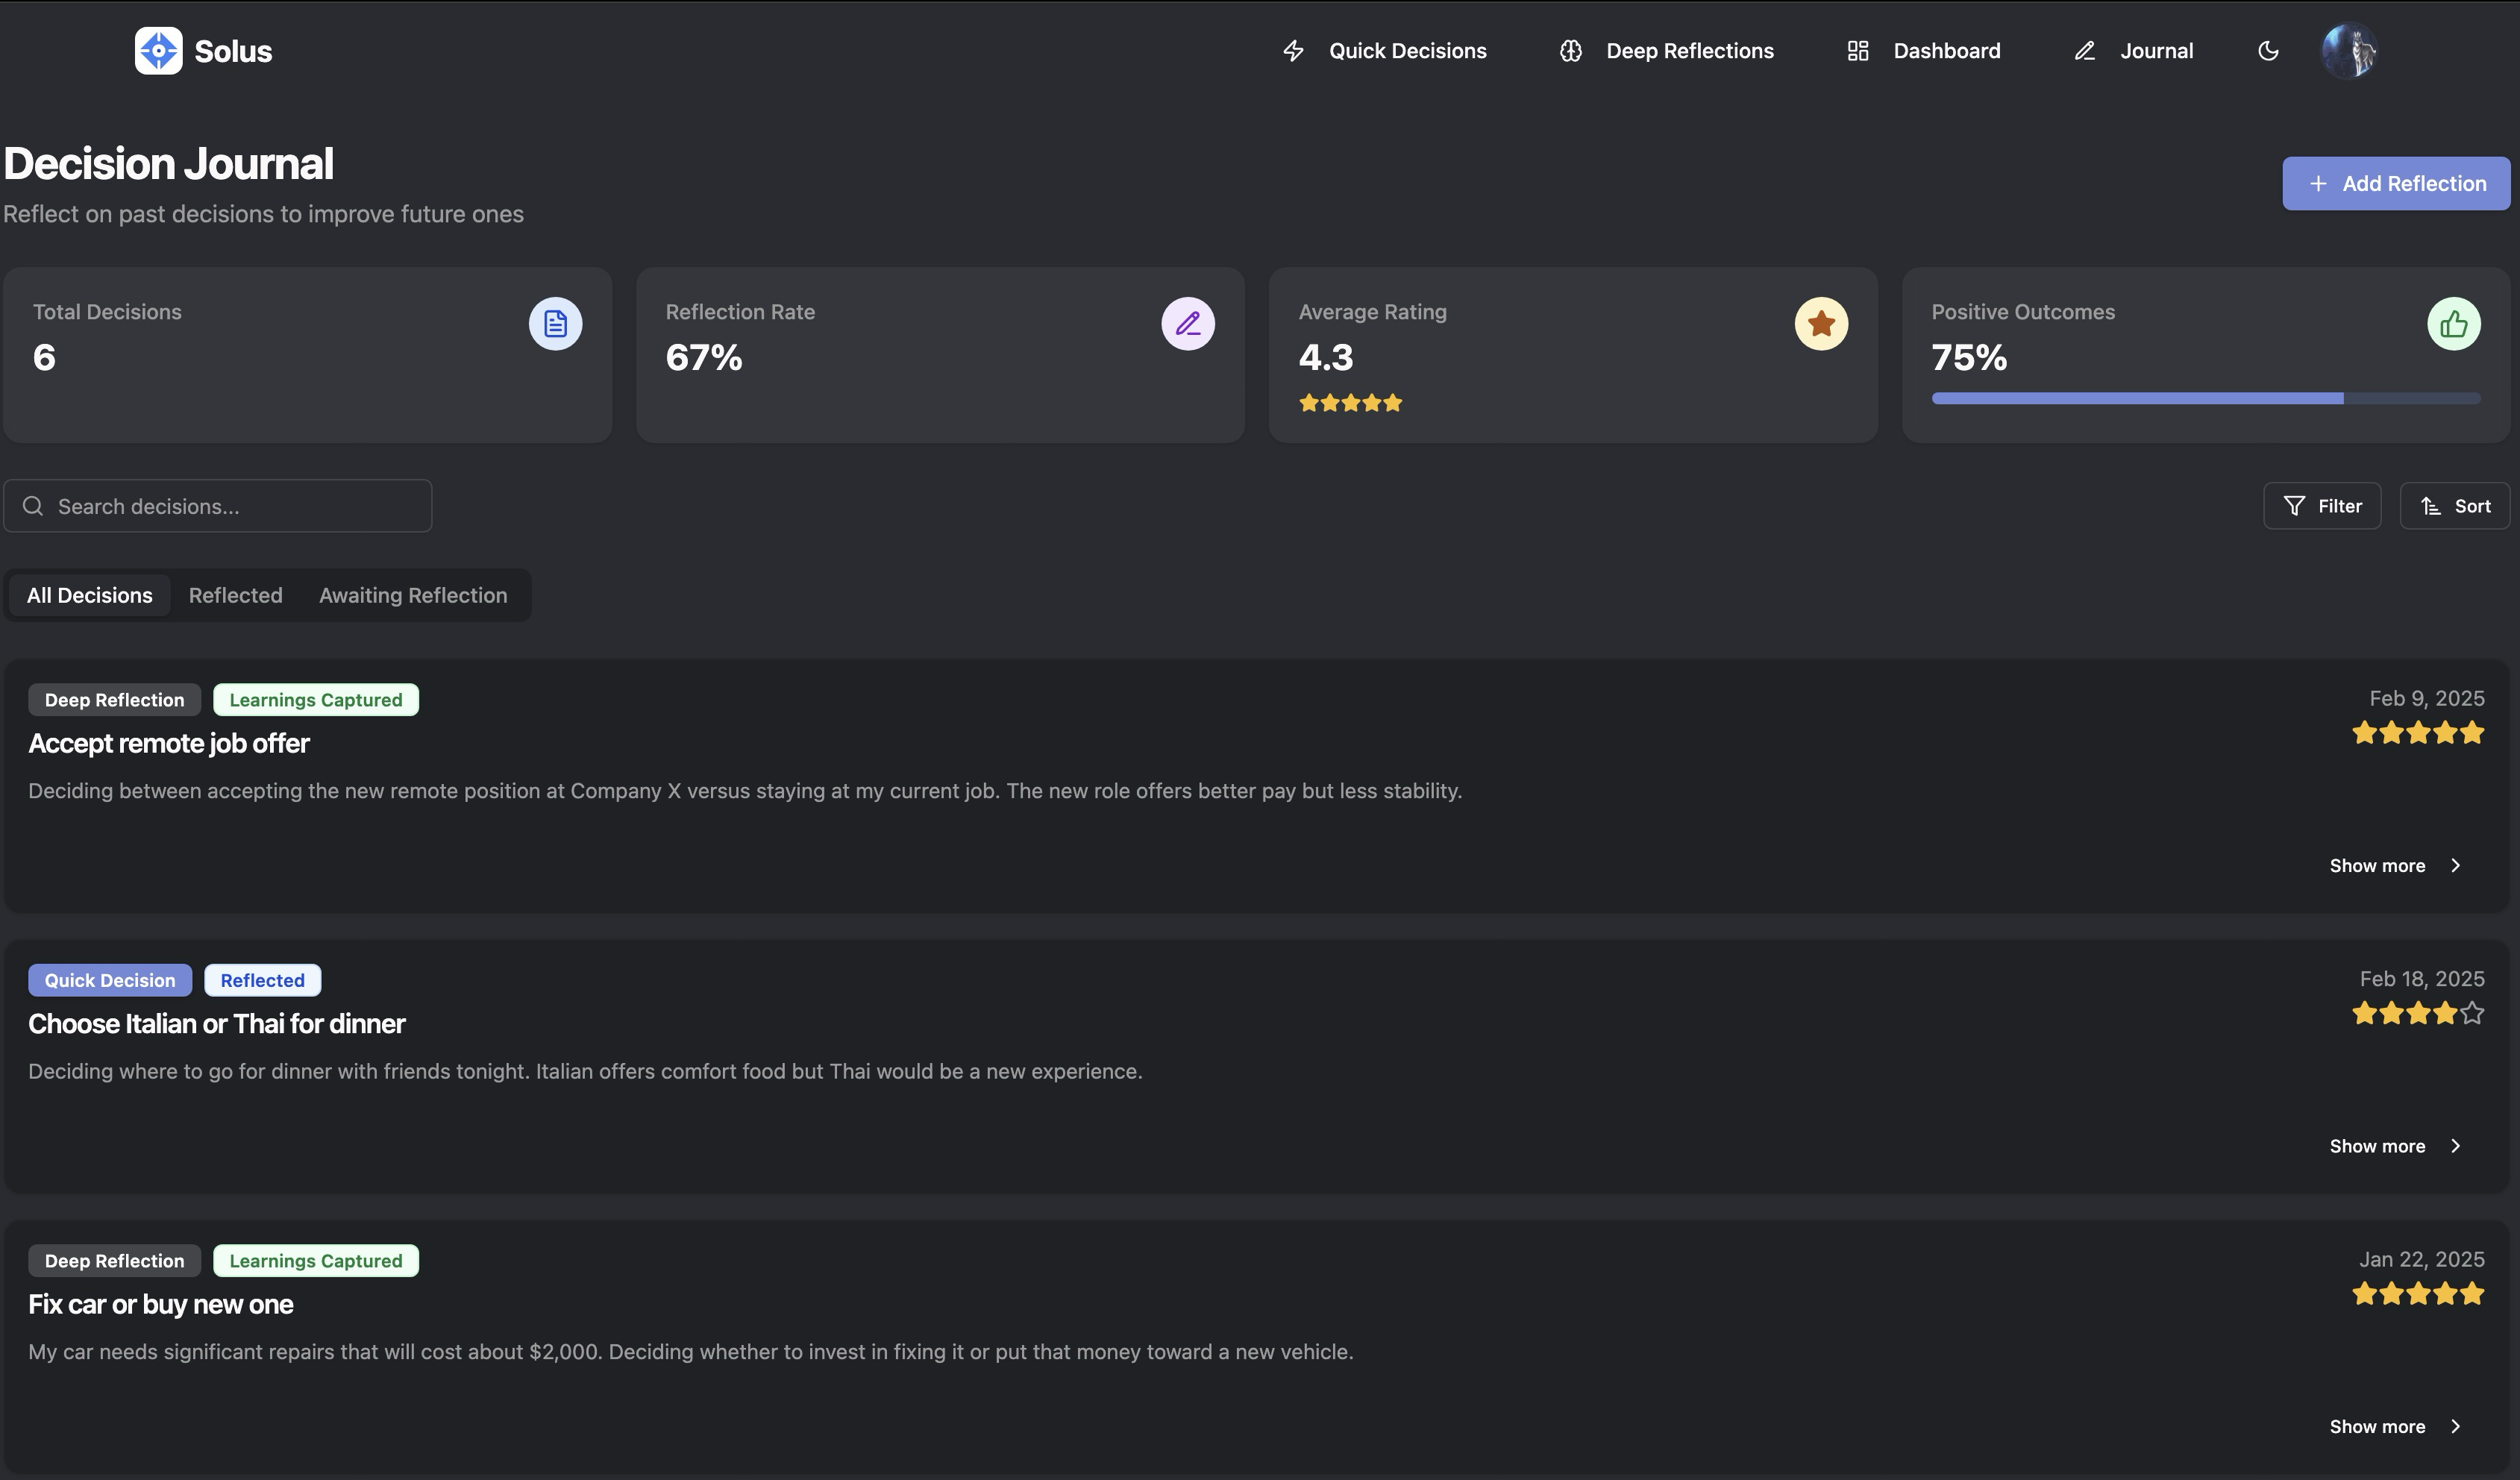 Solus
Quick Decisions
Deep Reflections
Dashboard
Journal
Decision Journal
Reflect on past decisions to improve future ones
Add Reflection
Total Decisions
6
Reflection Rate
67%
Average Rating
4.3
Positive Outcomes
75%
Search decisions...
Filter
Sort
All Decisions
Reflected
Awaiting Reflection
Deep Reflection
Learnings Captured
Feb 9, 2025
Accept remote job offer
Deciding between accepting the new remote position at Company X versus staying at my current job. The new role offers better pay but less stability.
Show more
Quick Decision
Reflected
Feb 18, 2025
Choose Italian or Thai for dinner
Deciding where to go for dinner with friends tonight. Italian offers comfort food but Thai would be a new experience.
Show more
Deep Reflection
Learnings Captured
Jan 22, 2025
Fix car or buy new one
My car needs significant repairs that will cost about $2,000. Deciding whether to invest in fixing it or put that money toward a new vehicle.
Show more